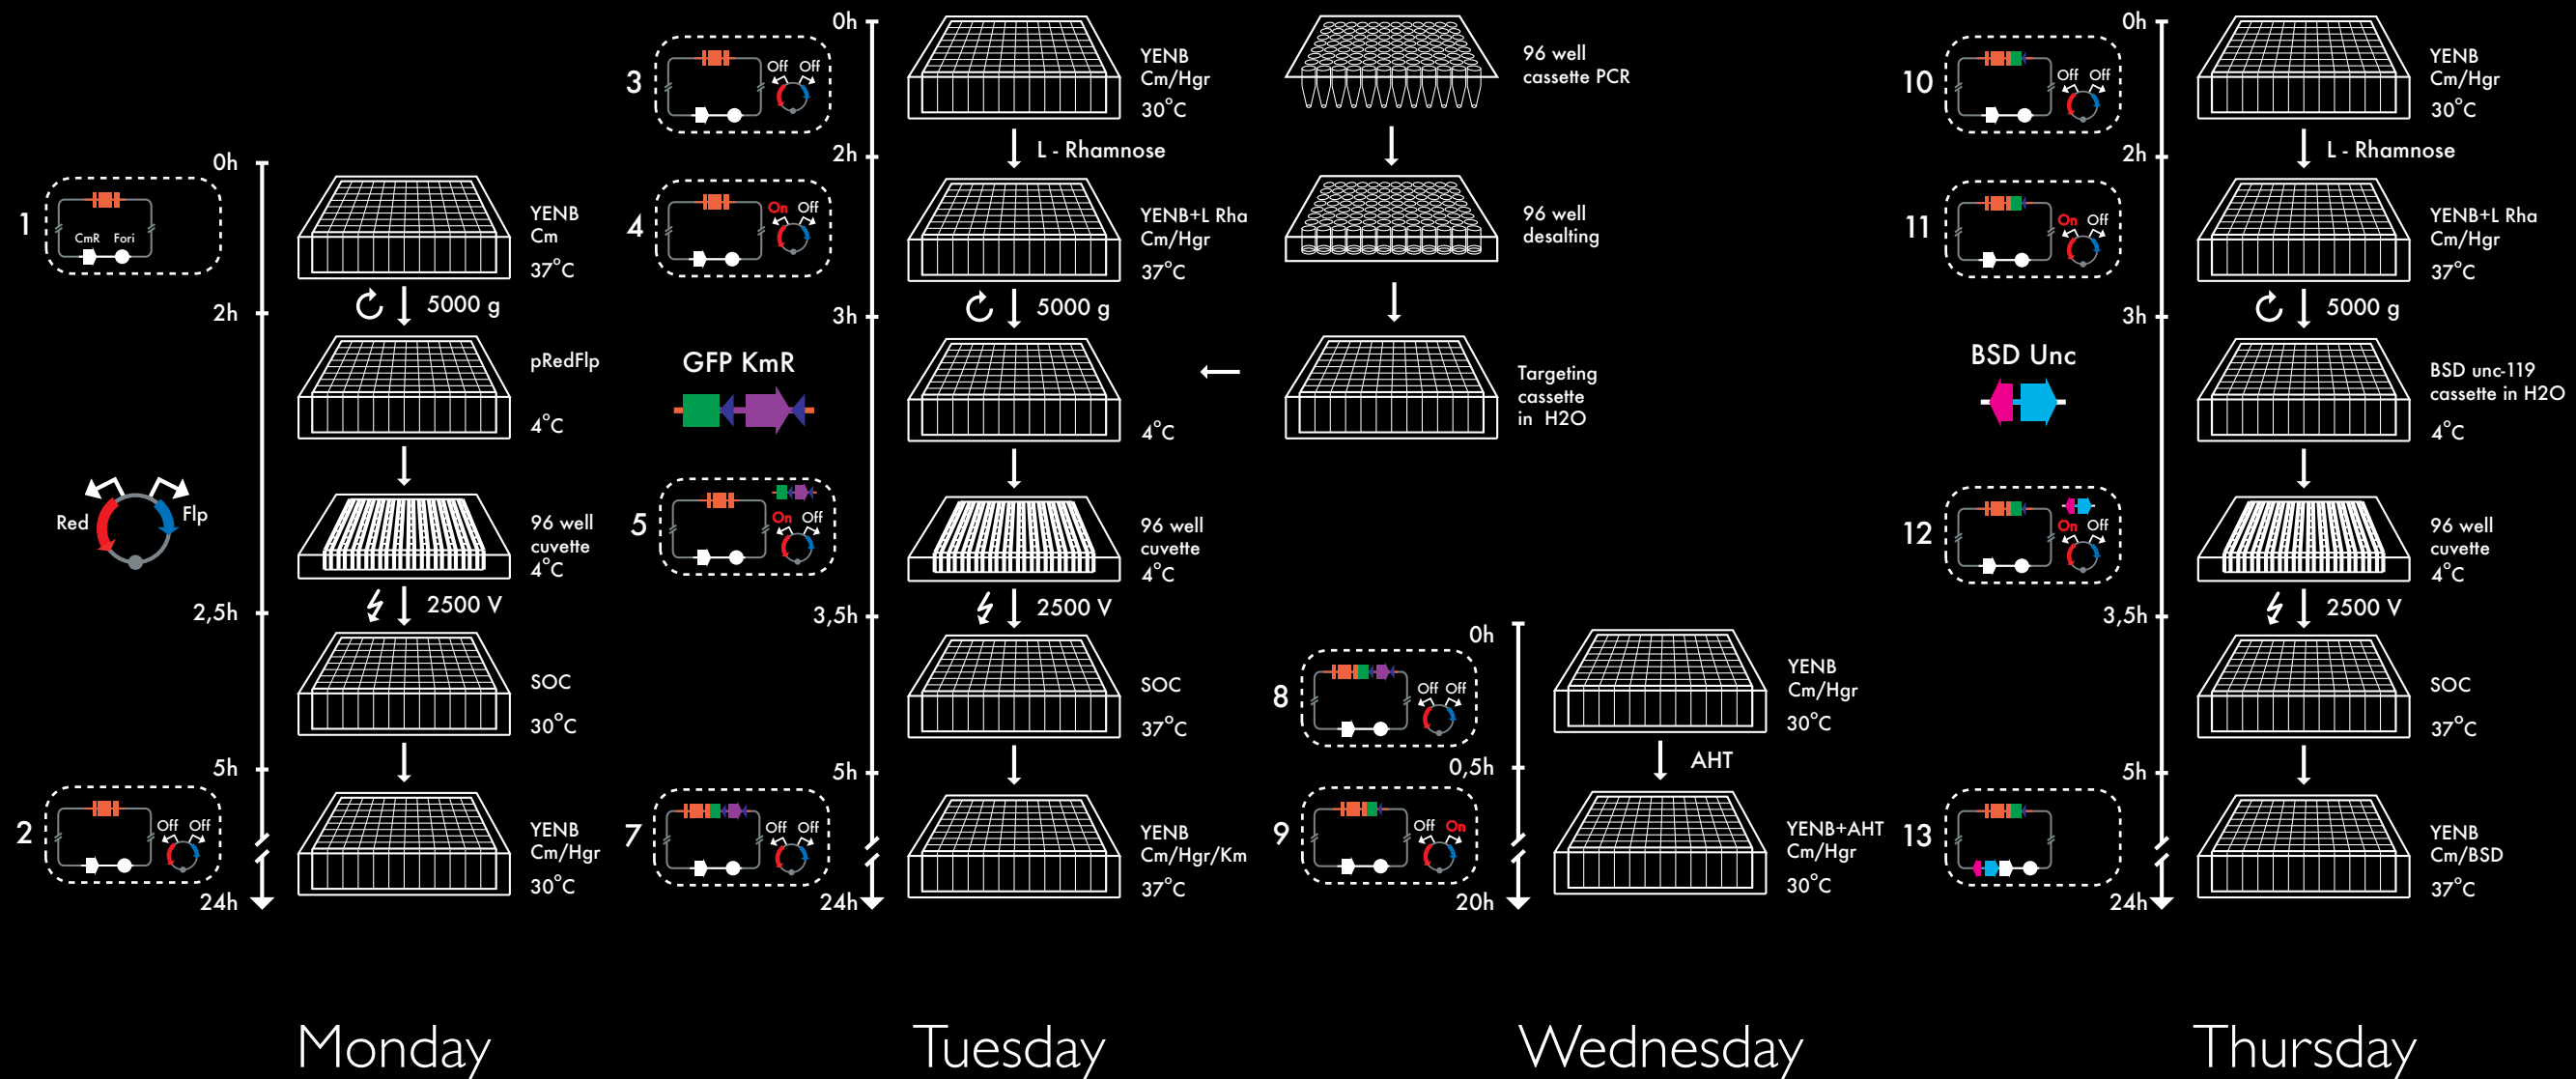 0h
1
CmR Fori
YENB
Cm
37°C
2h
5000 g
pRedFlp
4°C
Red
Flp
96 well
cuvette
4°C
2,5h
2500 V
SOC
30°C
5h
2
Off Off
YENB
Cm/Hgr
30°C
24h
Monday
0h
3
Off Off
YENB
Cm/Hgr
30°C
2h
L - Rhamnose
4
On Off
YENB+L Rha
Cm/Hgr
37°C
3h
5000 g
GFP KmR
4°C
5
On Off
96 well
cuvette
4°C
3,5h
2500 V
SOC
37°C
5h
7
Off Off
YENB
Cm/Hgr/Km
37°C
24h
Tuesday
96 well
cassette PCR
96 well
desalting
Targeting
cassette
in H2O
0h
8
Off Off
YENB
Cm/Hgr
30°C
0,5h
AHT
9
Off On
YENB+AHT
Cm/Hgr
30°C
20h
Wednesday
0h
10
Off Off
YENB
Cm/Hgr
30°C
2h
L - Rhamnose
11
On Off
YENB+L Rha
Cm/Hgr
37°C
3h
5000 g
BSD Unc
BSD unc-119
cassette in H2O
4°C
12
On Off
96 well
cuvette
4°C
3,5h
2500 V
SOC
37°C
5h
13
YENB
Cm/BSD
37°C
24h
Thursday